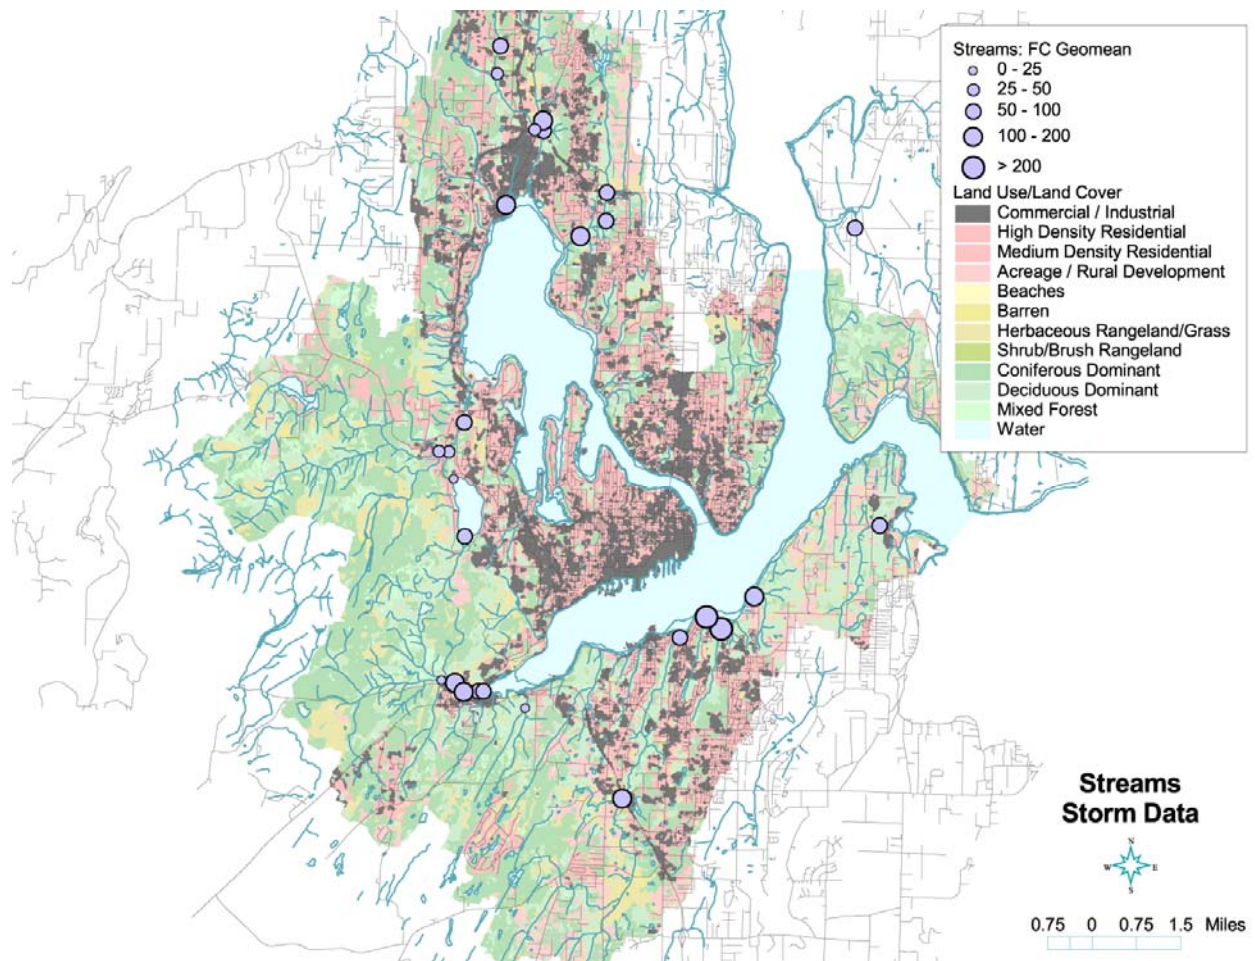 Streams: FC Geomean
0 - 25
25 - 50
50 - 100
100 - 200
> 200
Land Use/Land Cover
Commercial / Industrial
High Density Residential
Medium Density Residential
Acreage / Rural Development
Beaches
Barren
Herbaceous Rangeland/Grass
Shrub/Brush Rangeland
Coniferous Dominant
Deciduous Dominant
Mixed Forest
Water
Streams
Storm Data
N
W E
S
0.75 0 0.75 1.5 Miles